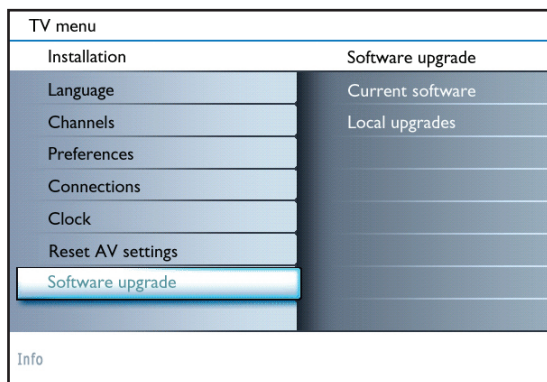 TV menu
Installation
Software upgrade
Language
Current software
Channels
Local upgrades
Preferences
Connections
Clock
Reset AV settings
Software upgrade
Info